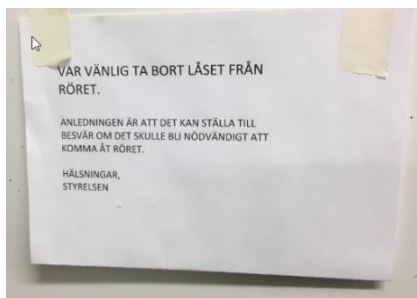 VAR VÄNLIG TA BORT LÅSET FRÅN
RÖRET.
ANLEDNINGEN ÄR ATT DET KAN STÄLLA TILL
BESVÄR OM DET SKULLE BLI NÖDVÄNDIGT ATT
KOMMA ÅT RÖRET.
HÄLSNINGAR,
STYRELSEN